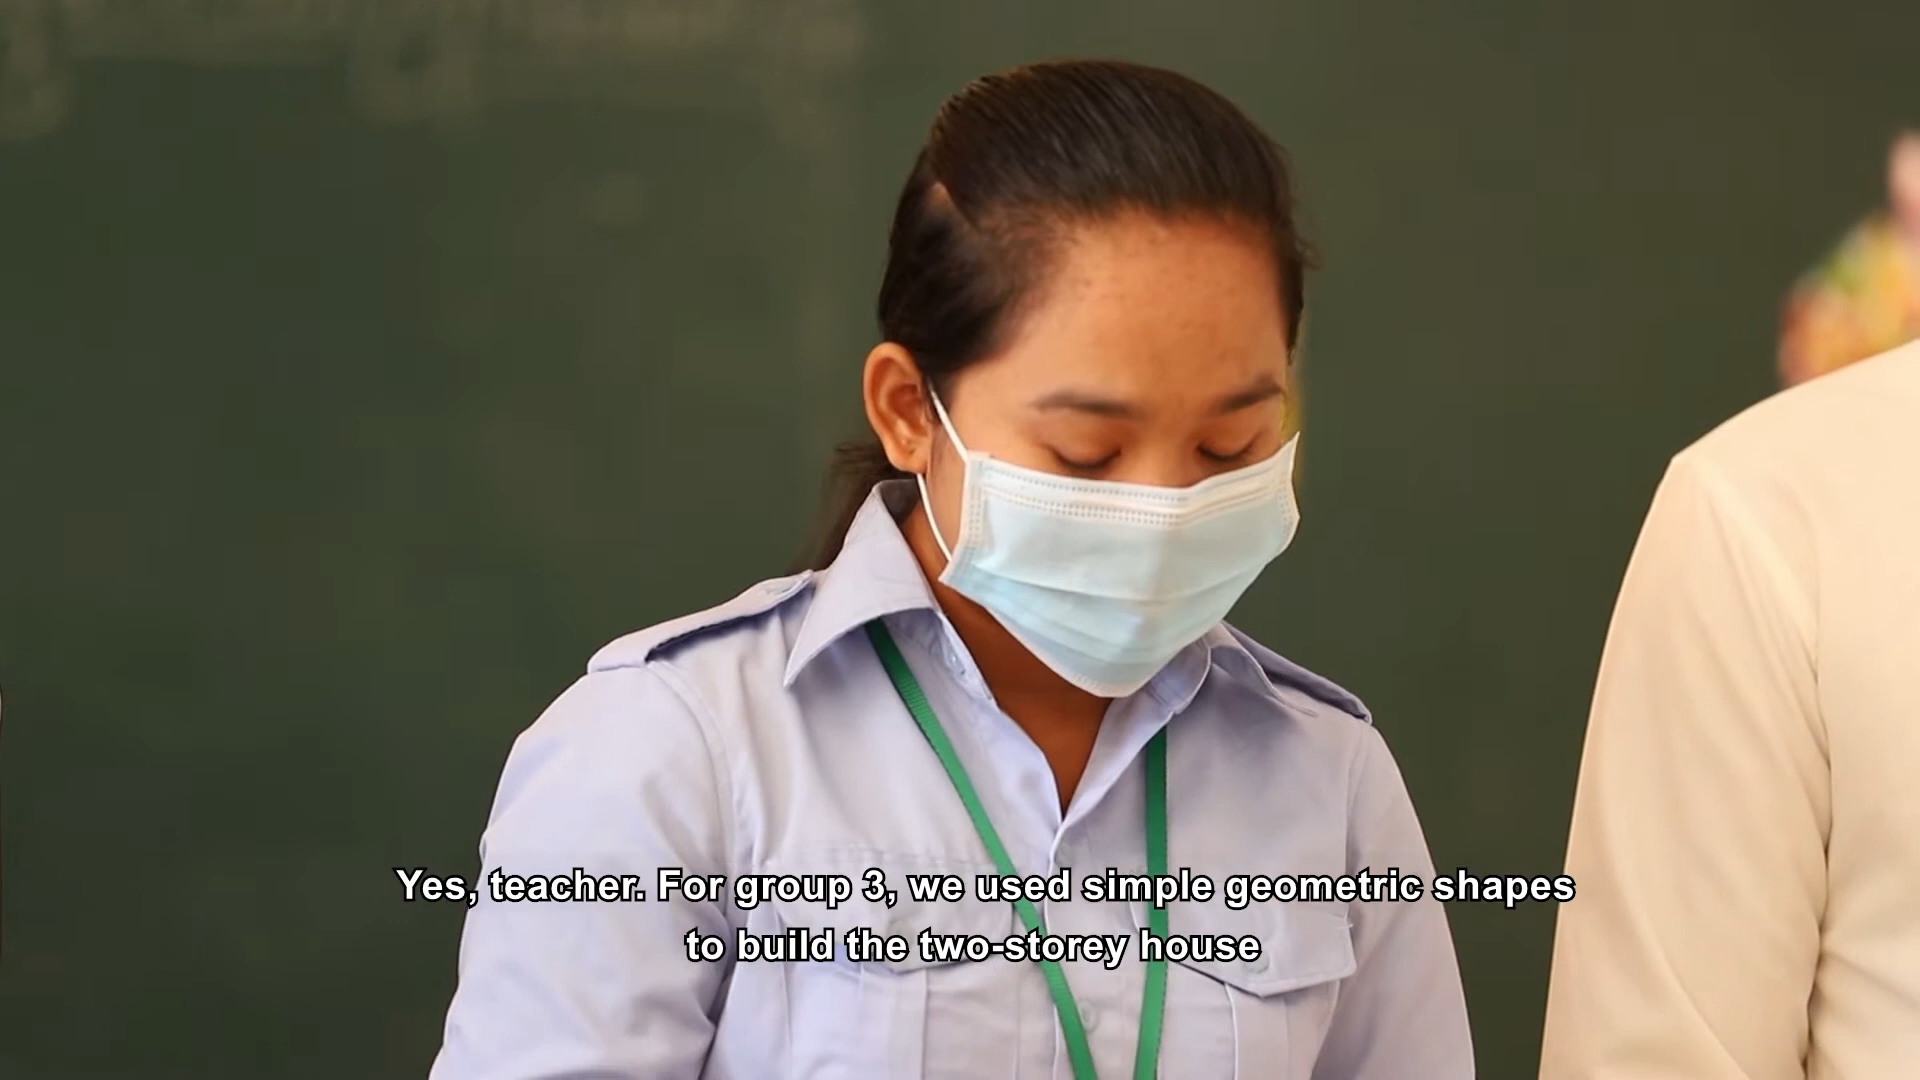 Yes, teacher. For group 3, we used simple geometric shapes
to build the two-storey house